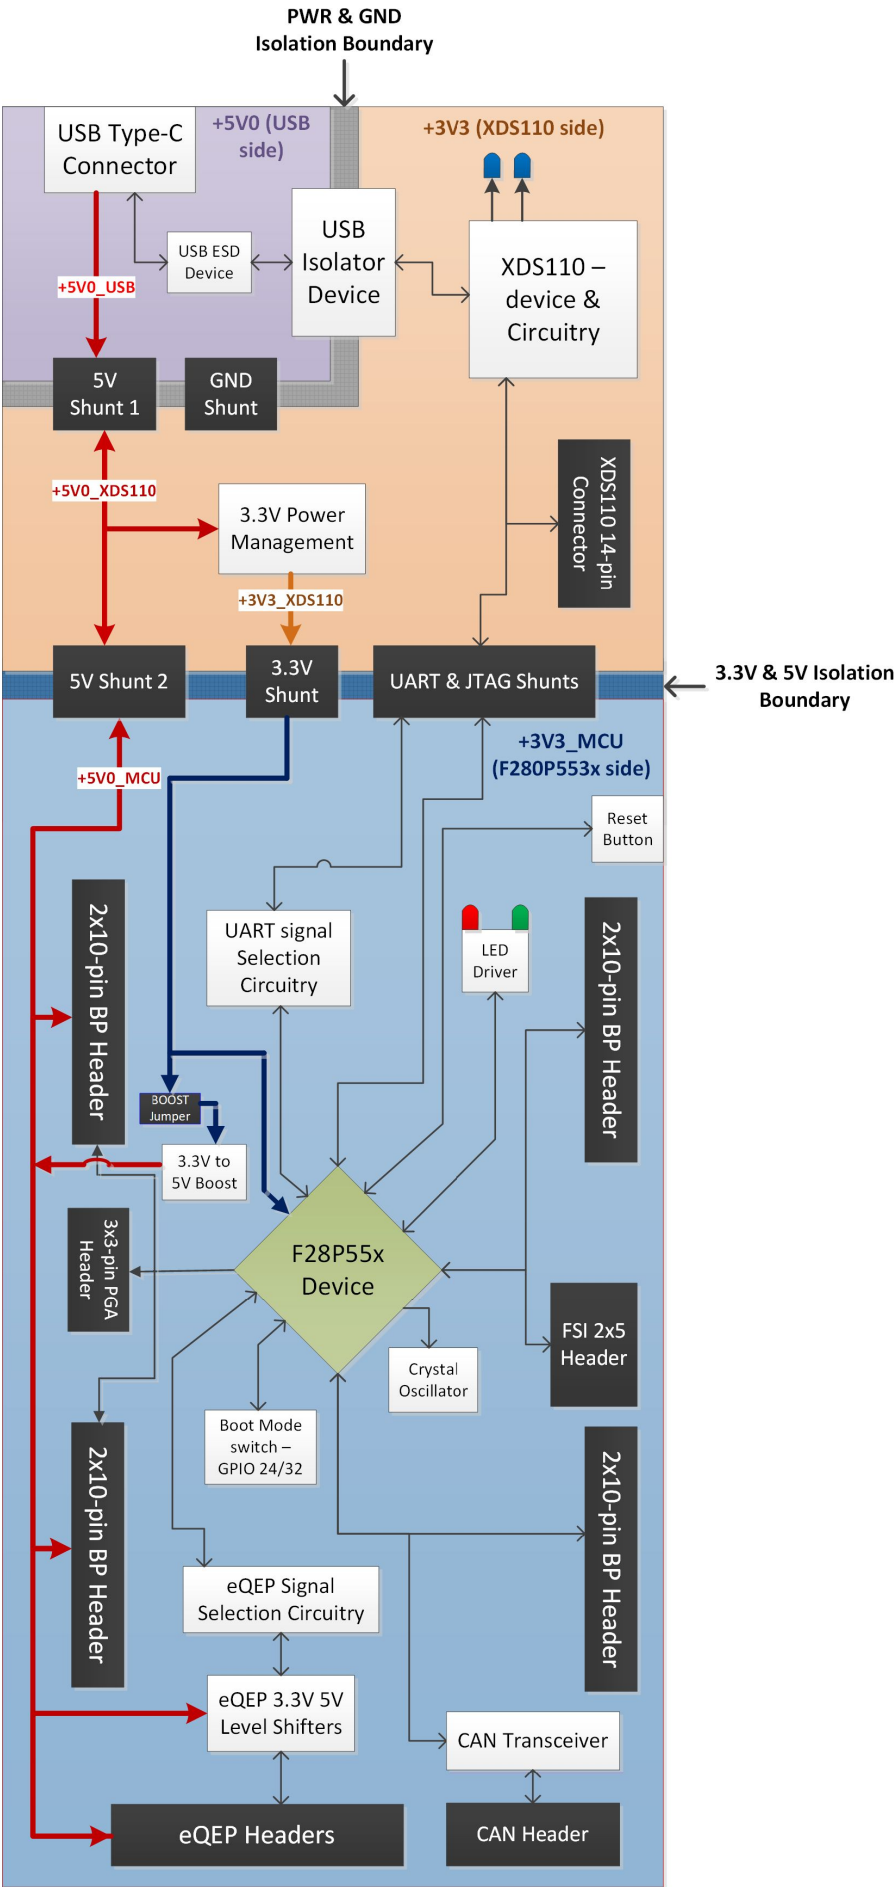 PWR & GND
Isolation Boundary
USB Type-C
Connector
+5V0 (USB
side)
+3V3 (XDS110 side)
USB ESD
Device
USB
Isolator
Device
XDS110 –
device &
Circuitry
+5V0_USB
5V
Shunt 1
GND
Shunt
+5V0_XDS110
3.3V Power
Management
XDS110 14-pin
Connector
+3V3_XDS110
5V Shunt 2
3.3V
Shunt
UART & JTAG Shunts
3.3V & 5V Isolation
Boundary
+3V3_MCU
(F280P553x side)
+5V0_MCU
Reset
Button
2x10-pin BP Header
UART signal
Selection
Circuitry
LED
Driver
2x10-pin BP Header
BOOST
Jumper
3.3V to
5V Boost
3x3-pin PGA
Header
F28P55x
Device
FSI 2x5
Header
Crystal
Oscillator
Boot Mode
switch –
GPIO 24/32
2x10-pin BP Header
2x10-pin BP Header
eQEP Signal
Selection Circuitry
eQEP 3.3V 5V
Level Shifters
CAN Transceiver
eQEP Headers
CAN Header